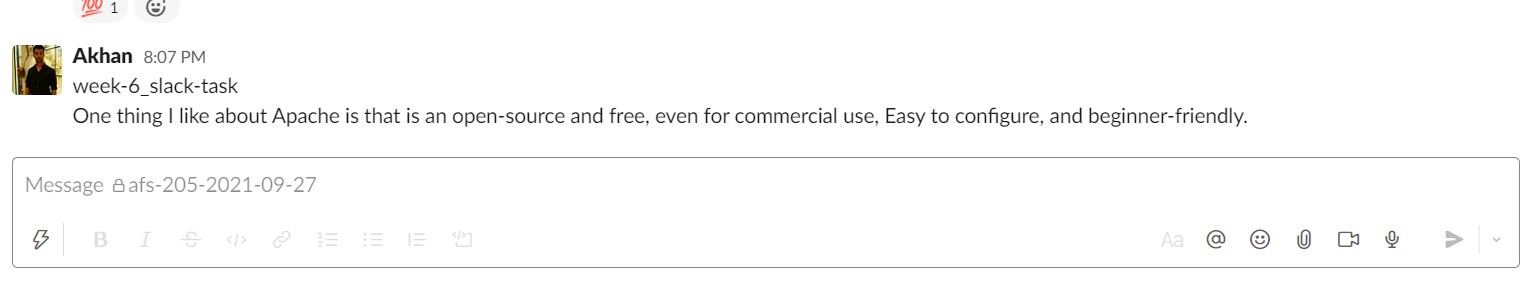 💯 1
Akhan 8:07 PM
week-6_slack-task
One thing I like about Apache is that is an open-source and free, even for commercial use, Easy to configure, and beginner-friendly.
Message afs-205-2021-09-27
B I S </>
Aa @